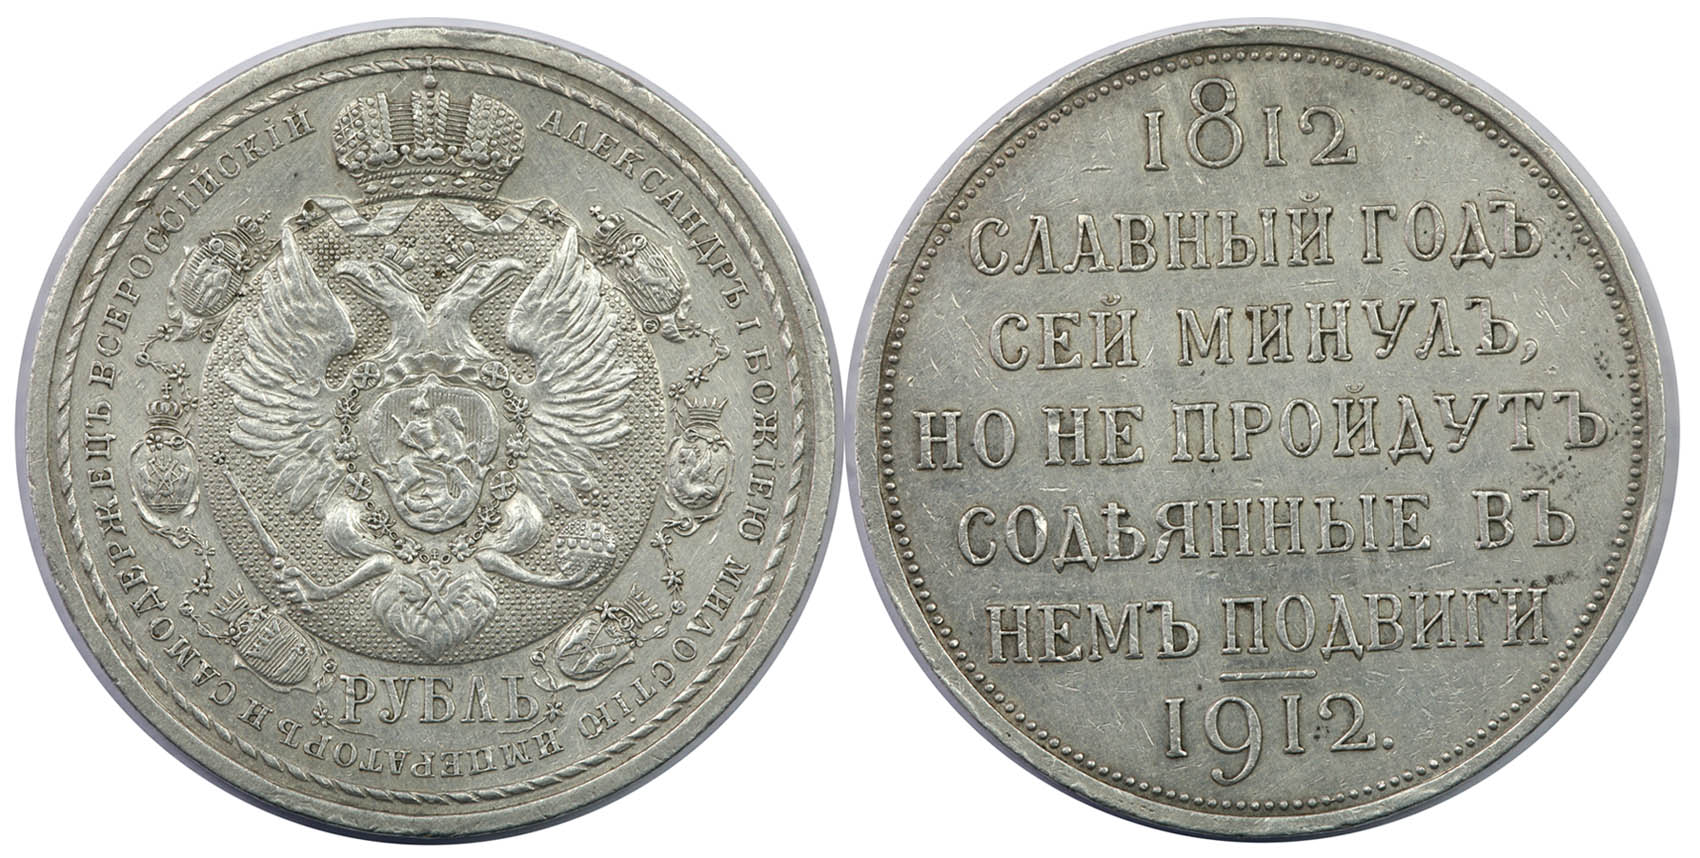 АЛЕКСАНДРЪ I БОЖІЕЮ МИЛОСТІЮ ИМПЕРАТОРЪ И САМОДЕРЖЕЦЪ ВСЕРОССІЙСКІЙ
РУБЛЬ
1812
СЛАВНЫЙ ГОДЪ
СЕЙ МИНУЛЪ,
НО НЕ ПРОЙДУТЪ
СОДѢЯННЫЕ ВЪ
НЕМЪ ПОДВИГИ
1912.